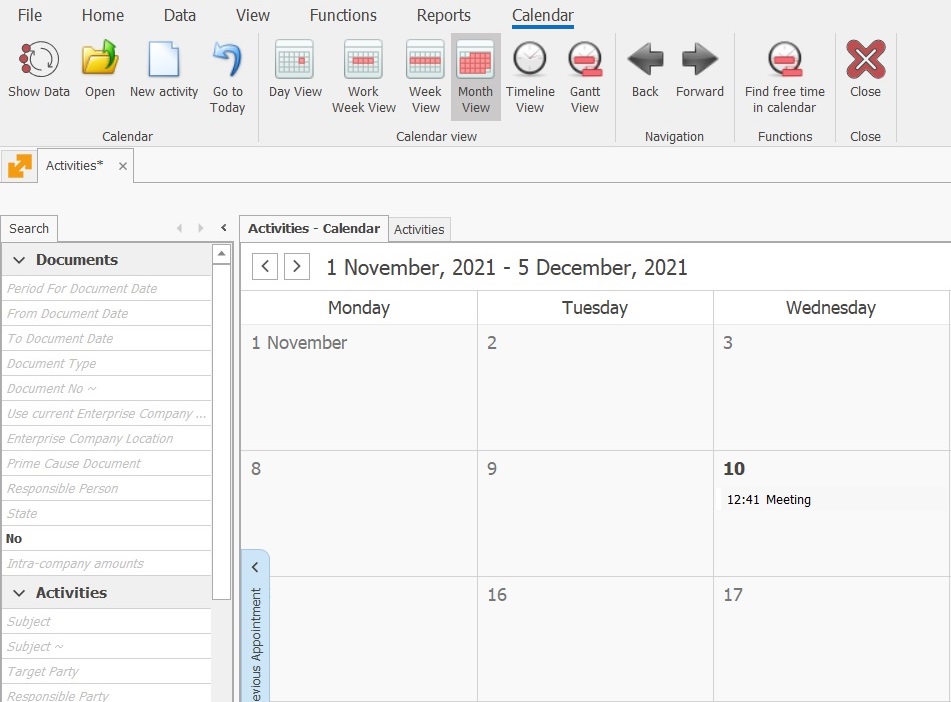 File Home Data View Functions Reports Calendar
Show Data Open New activity Go to Today Day View Work Week View Week View Month View Timeline View Gantt View Back Forward Find free time in calendar Close
Calendar Calendar view Navigation Functions Close
Activities*
Search
Activities - Calendar Activities
1 November, 2021 - 5 December, 2021
Monday Tuesday Wednesday
1 November 2 3
8 9 10
12:41 Meeting
16 17
Appointment
Documents
Period For Document Date
From Document Date
To Document Date
Document Type
Document No ~
Use current Enterprise Company ...
Enterprise Company Location
Prime Cause Document
Responsible Person
State
No
Intra-company amounts
Activities
Subject
Subject ~
Target Party
Responsible Party